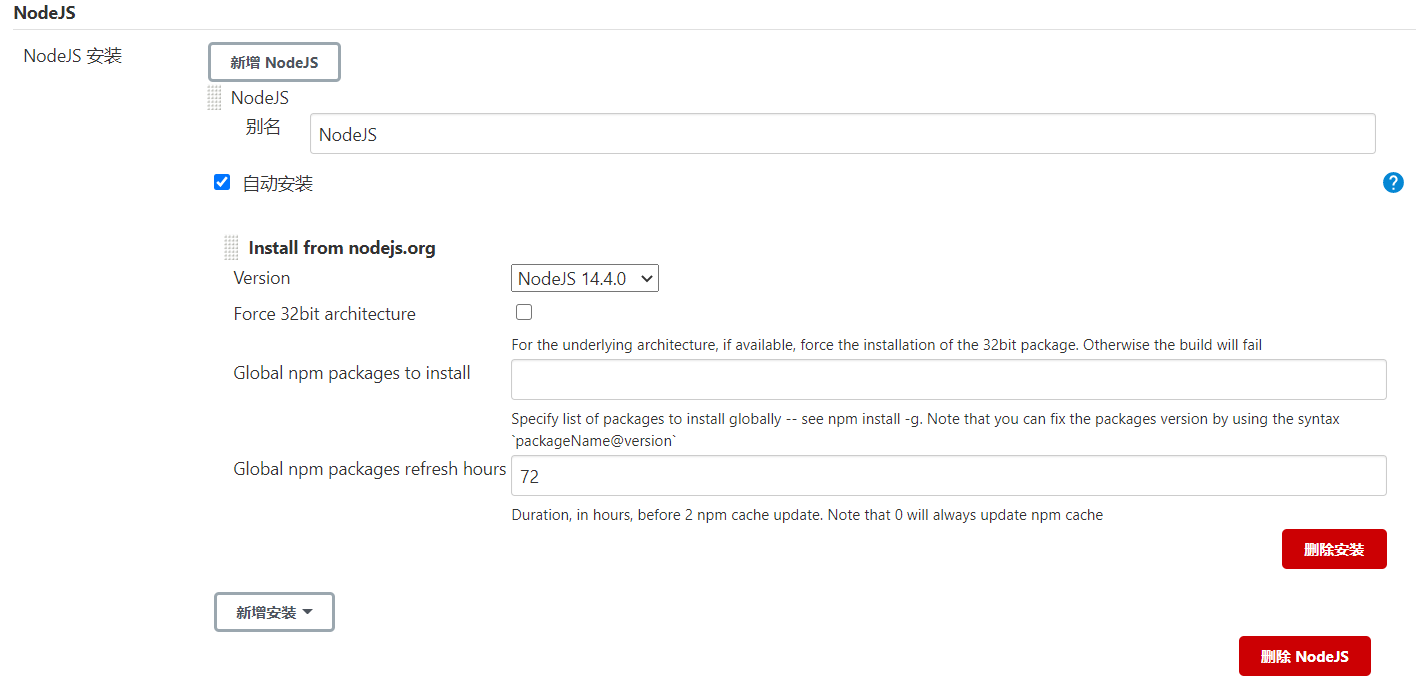 NodeJS
NodeJS 安装
新增 NodeJS
NodeJS
别名
NodeJS
自动安装
?
Install from nodejs.org
Version
NodeJS 14.4.0
Force 32bit architecture
For the underlying architecture, if available, force the installation of the 32bit package. Otherwise the build will fail
Global npm packages to install
Specify list of packages to install globally -- see npm install -g. Note that you can fix the packages version by using the syntax
`packageName@version`
Global npm packages refresh hours
72
Duration, in hours, before 2 npm cache update. Note that 0 will always update npm cache
删除安装
新增安装
删除 NodeJS